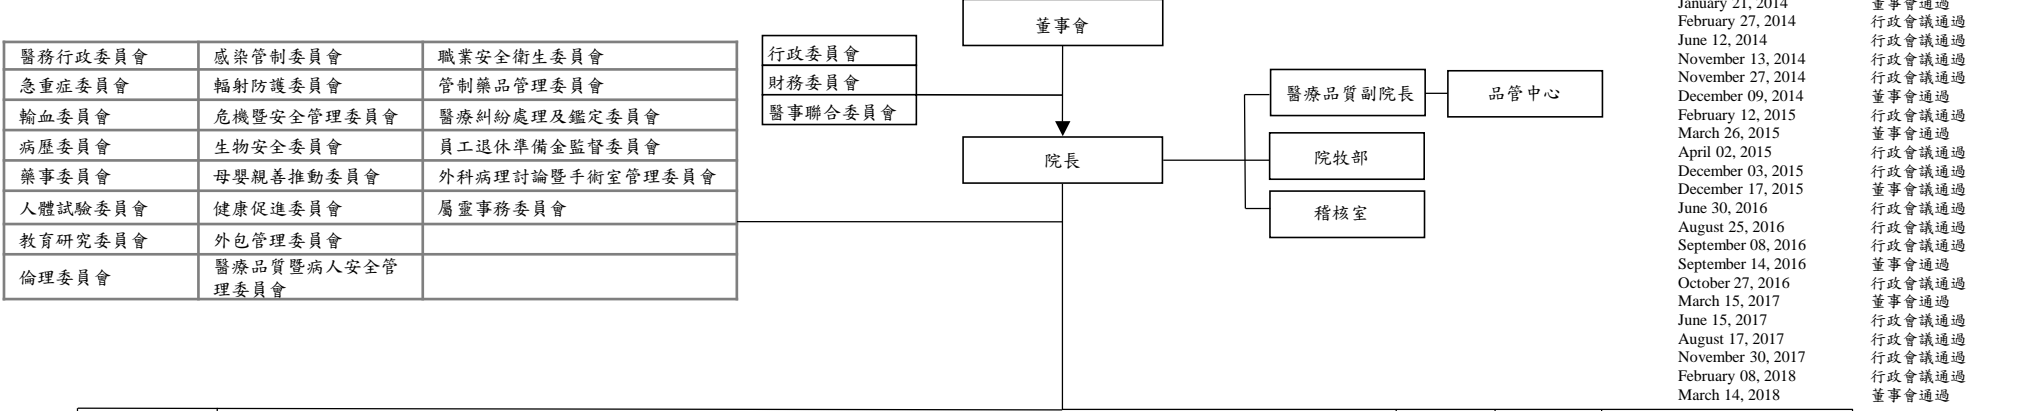 董事會
醫務行政委員會 感染管制委員會 職業安全衛生委員會
急重症委員會 輻射防護委員會 管制藥品管理委員會
輸血委員會 危機暨安全管理委員會 醫療糾紛處理及鑑定委員會
病歷委員會 生物安全委員會 員工退休準備金監督委員會
藥事委員會 母嬰親善推動委員會 外科病理討論暨手術室管理委員會
人體試驗委員會 健康促進委員會 屬靈事務委員會
教育研究委員會 外包管理委員會
倫理委員會 醫療品質暨病人安全管
理委員會
行政委員會
財務委員會
醫事聯合委員會
院長
醫療品質副院長
品管中心
院牧部
稽核室
January 21, 2014 董事會通過
February 27, 2014 行政會議通過
June 12, 2014 行政會議通過
November 13, 2014 行政會議通過
November 27, 2014 行政會議通過
December 09, 2014 董事會通過
February 12, 2015 行政會議通過
March 26, 2015 董事會通過
April 02, 2015 行政會議通過
December 03, 2015 行政會議通過
December 17, 2015 董事會通過
June 30, 2016 行政會議通過
August 25, 2016 行政會議通過
September 08, 2016 行政會議通過
September 14, 2016 董事會通過
October 27, 2016 行政會議通過
March 15, 2017 董事會通過
June 15, 2017 行政會議通過
August 17, 2017 行政會議通過
November 30, 2017 行政會議通過
February 08, 2018 行政會議通過
March 14, 2018 董事會通過